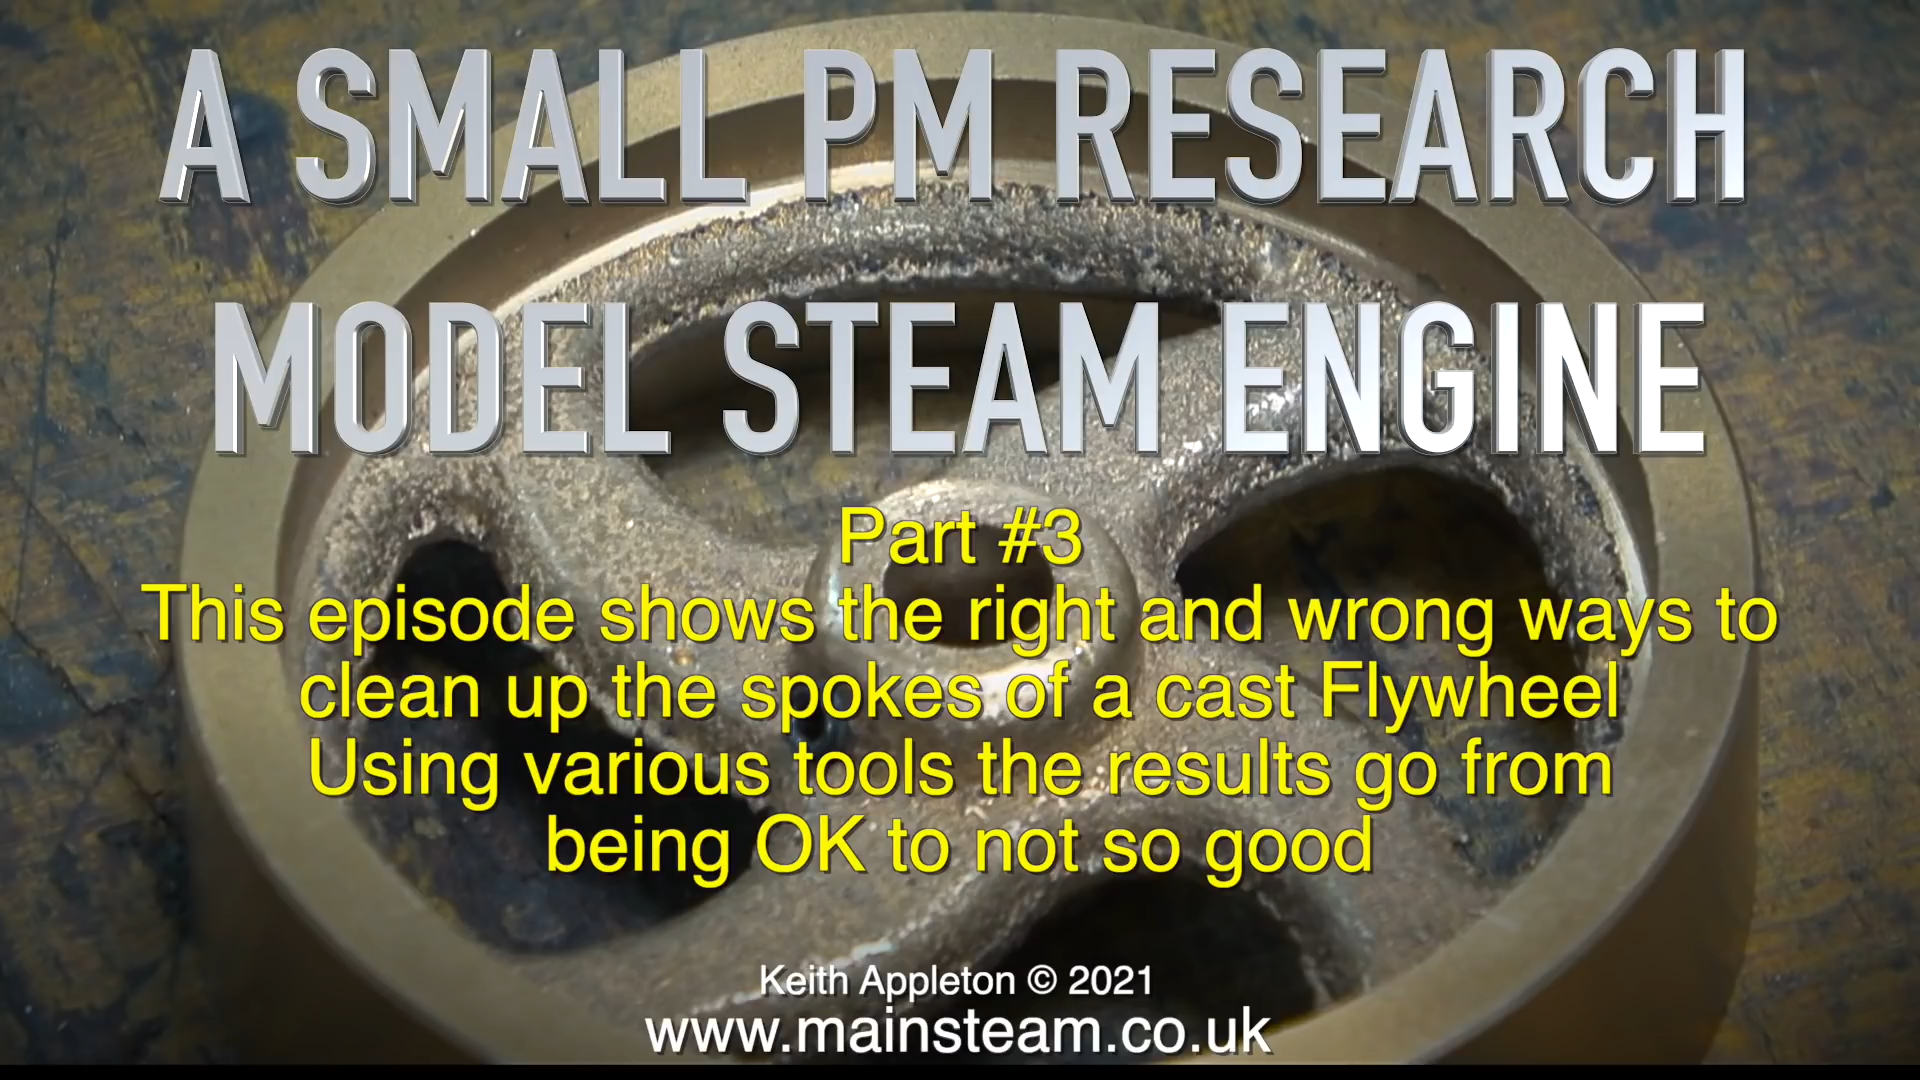 A SMALL PM RESEARCH
MODEL STEAM ENGINE
Part #3
This episode shows the right and wrong ways to
clean up the spokes of a cast Flywheel
Using various tools the results go from
being OK to not so good
Keith Appleton © 2021
www.mainsteam.co.uk